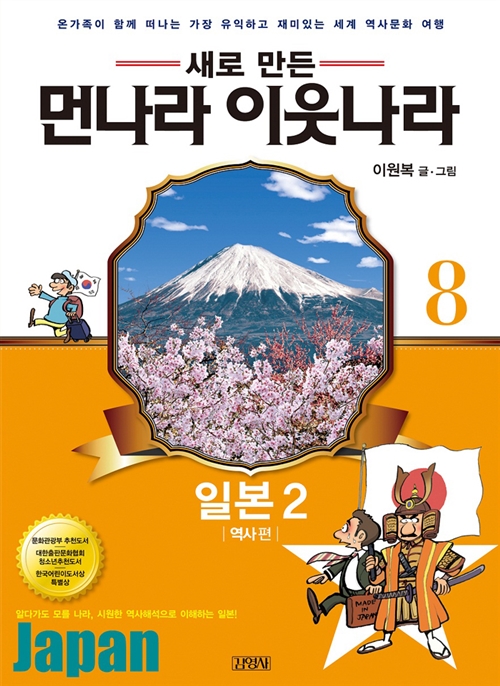 온가족이 함께 떠나는 가장 유익하고 재미있는 세계 역사문화 여행
새로 만든
먼나라 이웃나라
이원복 글·그림
8
일본 2
역사 편
문화관광부 추천도서
대한출판문화협회
청소년추천도서
한국어린이도서상
특별상
MADE IN
JAPAN
알다가도 모를 나라, 시원한 역사해석으로 이해하는 일본!
Japan
김영사